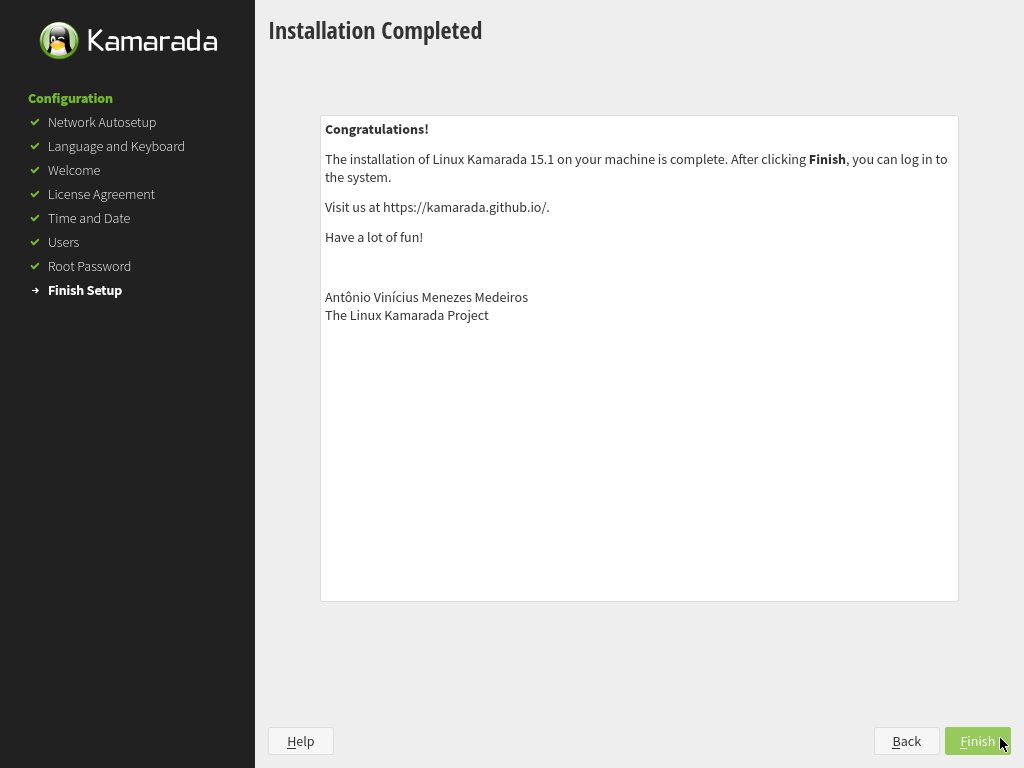 Kamarada
Configuration
Network Autosetup
Language and Keyboard
Welcome
License Agreement
Time and Date
Users
Root Password
Finish Setup
Installation Completed
Congratulations!
The installation of Linux Kamarada 15.1 on your machine is complete. After clicking Finish, you can log in to
the system.
Visit us at https://kamarada.github.io/.
Have a lot of fun!
Antônio Vinícius Menezes Medeiros
The Linux Kamarada Project
Help
Back
Finish